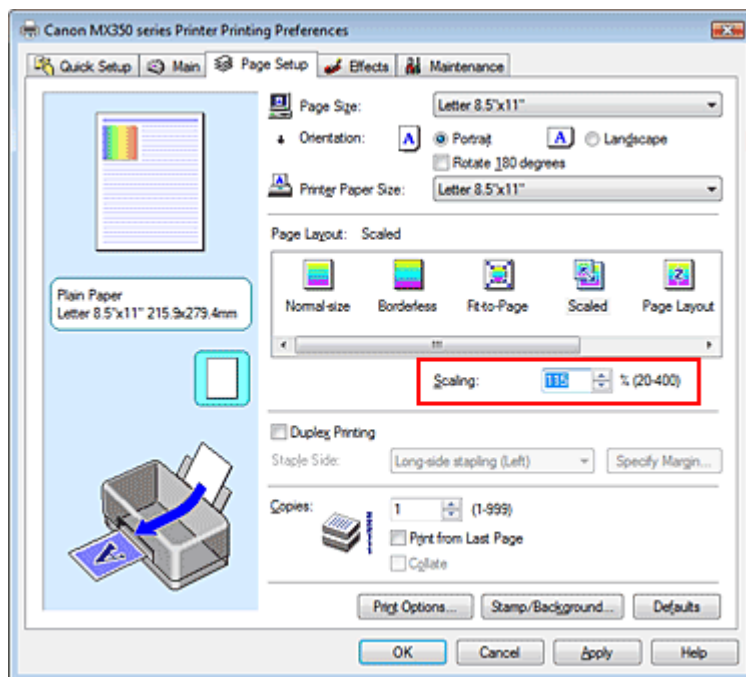 Canon MX350 series Printer Printing Preferences
Quick Setup Main Page Setup Effects Maintenance
Page Size: Letter 8.5"x11"
Orientation: A Portrait A Landscape
Rotate 180 degrees
Printer Paper Size: Letter 8.5"x11"
Page Layout: Scaled
Normal-size Borderless Fit-to-Page Scaled Page Layout
Plain Paper
Letter 8.5"x11" 215.9x279.4mm
Scaling: 115 % (20-400)
Duplex Printing
Staple Side: Long-side stapling (Left) Specify Margin...
Copies: 1 (1-999)
Print from Last Page
Collate
Print Options... Stamp/Background... Defaults
OK Cancel Apply Help